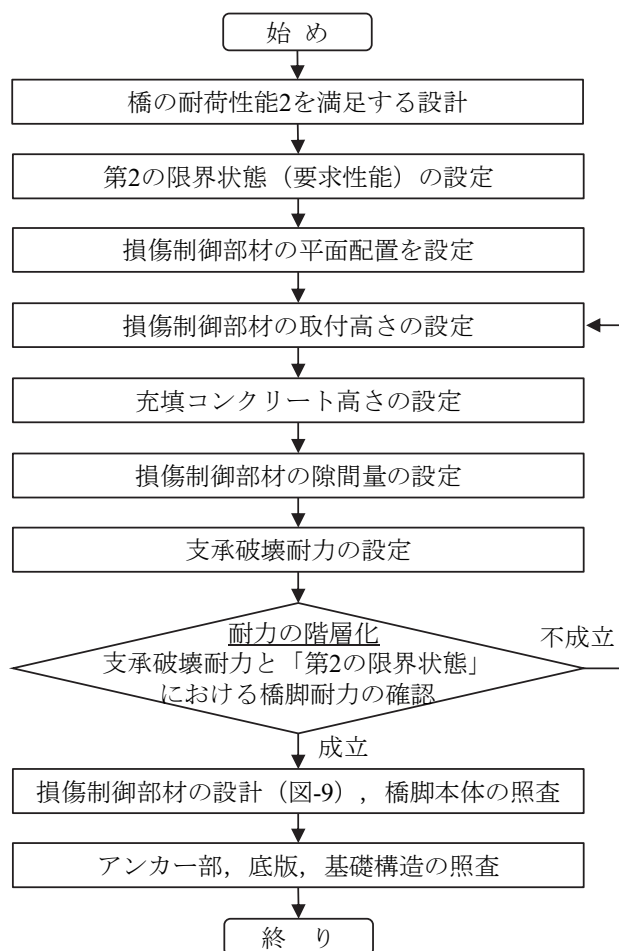 始 め
橋の耐荷性能2を満足する設計
第2の限界状態（要求性能）の設定
損傷制御部材の平面配置を設定
損傷制御部材の取付高さの設定
充填コンクリート高さの設定
損傷制御部材の隙間量の設定
支承破壊耐力の設定
耐力の階層化
支承破壊耐力と「第2の限界状態」
における橋脚耐力の確認
不成立
成立
損傷制御部材の設計（図-9），橋脚本体の照査
アンカー部，底版，基礎構造の照査
終 り